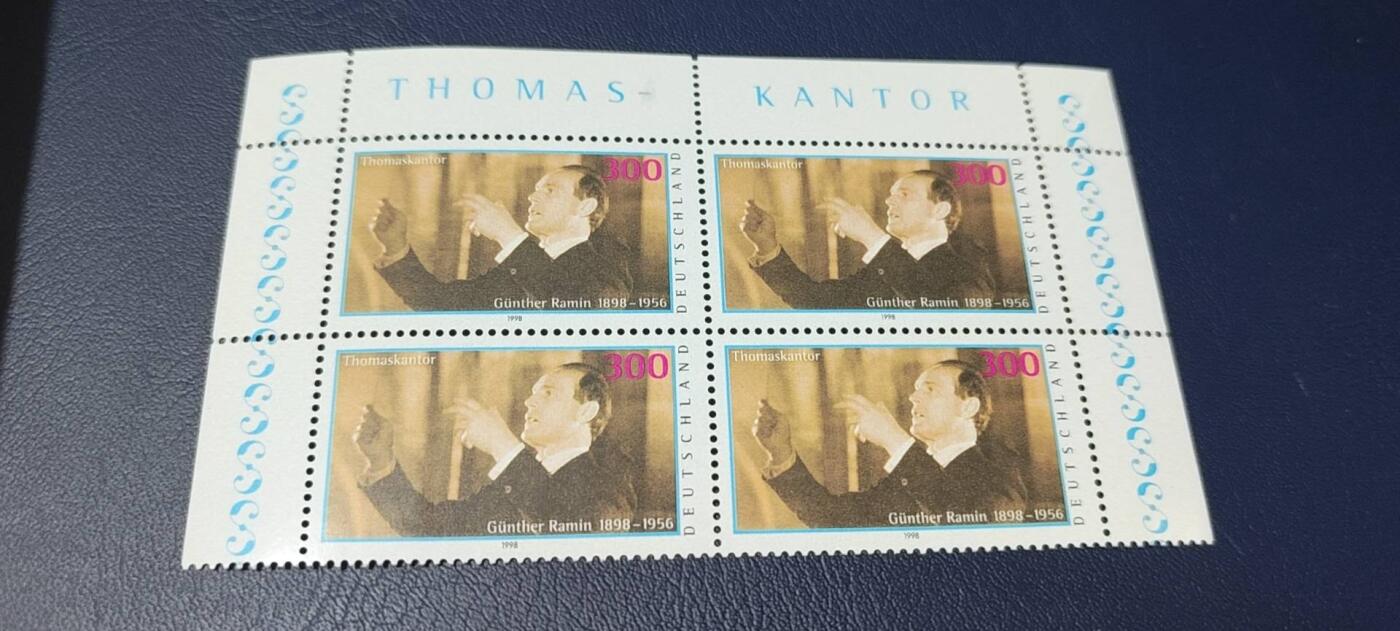 THOMAS-
KANTOR
Thomaskantor
300
DEUTSCHLAND
Günther Ramin 1898-1956
1998
Thomaskantor
300
DEUTSCHLAND
Günther Ramin 1898-1956
1998
Thomaskantor
300
DEUTSCHLAND
Günther Ramin 1898-1956
1998
Thomaskantor
300
DEUTSCHLAND
Günther Ramin 1898-1956
1998